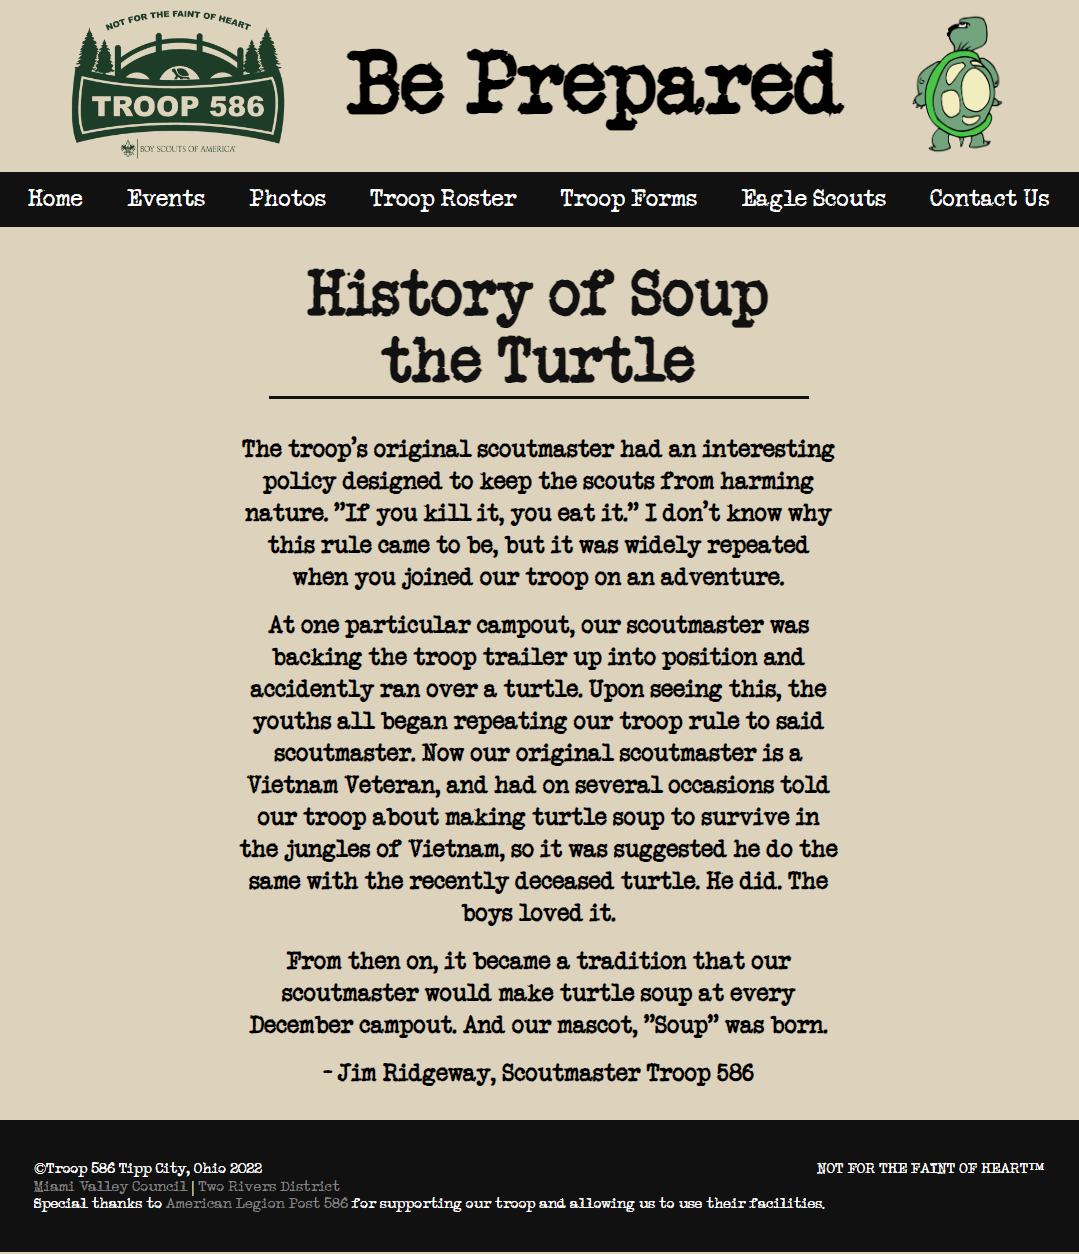 NOT FOR THE FAINT OF HEART
TROOP 586
BOY SCOUTS OF AMERICA
Be Prepared
Home Events Photos Troop Roster Troop Forms Eagle Scouts Contact Us
History of Soup
the Turtle
The troop's original scoutmaster had an interesting
policy designed to keep the scouts from harming
nature. "If you kill it, you eat it." I don't know why
this rule came to be, but it was widely repeated
when you joined our troop on an adventure.
At one particular campout, our scoutmaster was
backing the troop trailer up into position and
accidently ran over a turtle. Upon seeing this, the
youths all began repeating our troop rule to said
scoutmaster. Now our original scoutmaster is a
Vietnam Veteran, and had on several occasions told
our troop about making turtle soup to survive in
the jungles of Vietnam, so it was suggested he do the
same with the recently deceased turtle. He did. The
boys loved it.
From then on, it became a tradition that our
scoutmaster would make turtle soup at every
December campout. And our mascot, "Soup" was born.
- Jim Ridgeway, Scoutmaster Troop 586
©Troop 586 Tipp City, Ohio 2022 NOT FOR THE FAINT OF HEART™
Miami Valley Council | Two Rivers District
Special thanks to American Legion Post 586 for supporting our troop and allowing us to use their facilities.